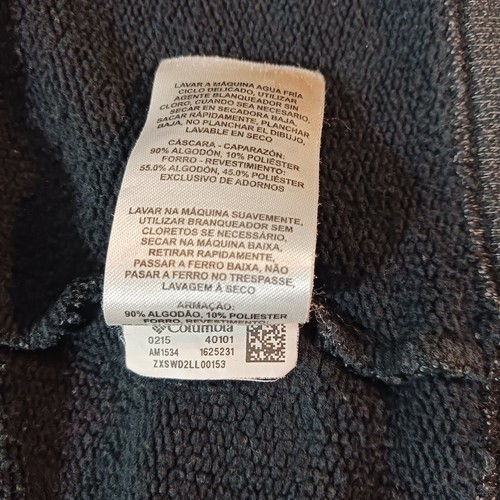 LAVAR A MÁQUINA AGUA FRÍA
CICLO DELICADO, UTILIZAR
AGENTE BLANQUEADOR SIN
CLORO, CUANDO SEA NECESARIO,
SECAR EN SECADORA BAJA,
SACAR RÁPIDAMENTE, PLANCHAR
BAJA, NO PLANCHAR EL DIBUJO,
LAVABLE EN SECO
CÁSCARA - CAPARAZÓN:
90% ALGODÓN, 10% POLIÉSTER
FORRO - REVESTIMIENTO:
55.0% ALGODÓN, 45.0% POLIÉSTER
EXCLUSIVO DE ADORNOS
LAVAR NA MÁQUINA SUAVEMENTE,
UTILIZAR BRANQUEADOR SEM
CLORETOS SE NECESSÁRIO,
SECAR NA MÁQUINA BAIXA,
RETIRAR RAPIDAMENTE,
PASSAR A FERRO BAIXA, NÃO
PASAR A FERRO NO TRESPASSE,
LAVAGEM À SECO
ARMAÇÃO:
90% ALGODÃO, 10% POLIESTER
FORRO, REVESTIMENTO:
Columbia
0215 40101
AM1534 1625231
ZXSWD2LL00153